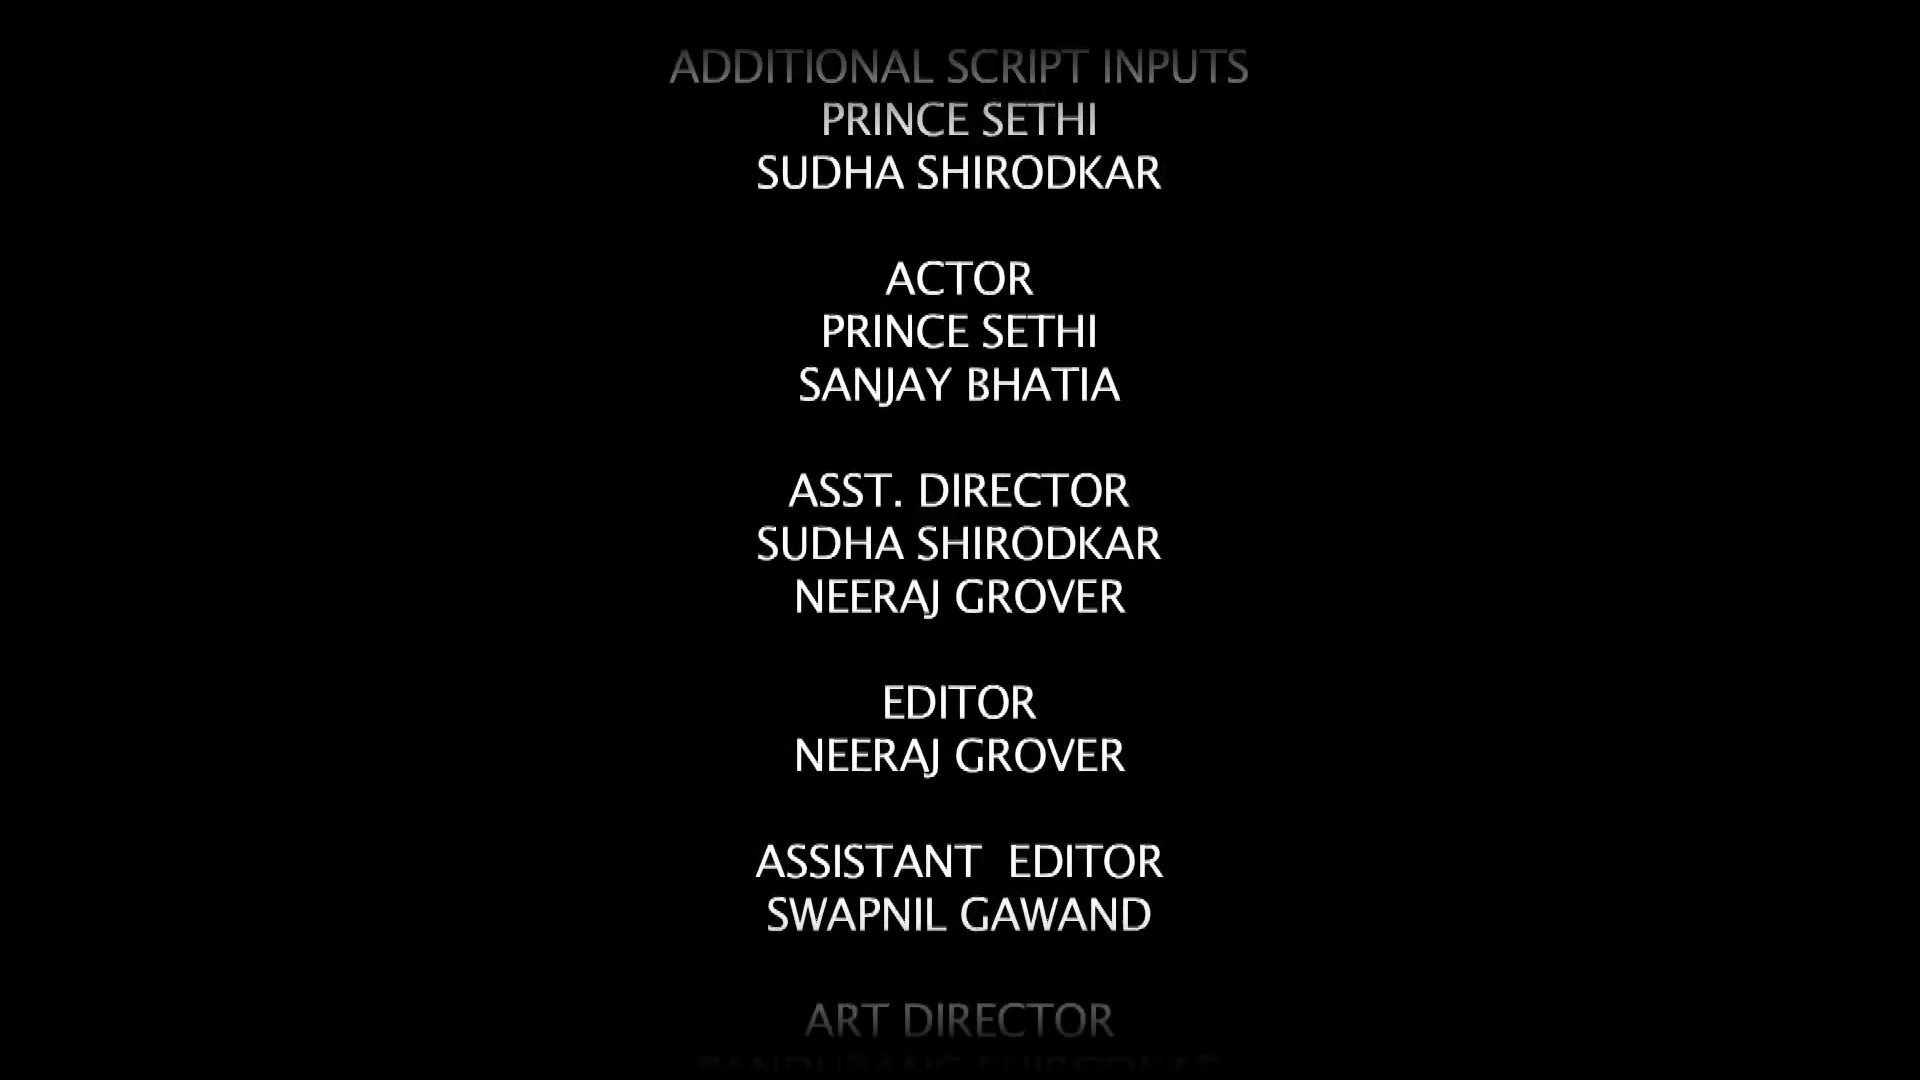 ADDITIONAL SCRIPT INPUTS
PRINCE SETHI
SUDHA SHIRODKAR
ACTOR
PRINCE SETHI
SANJAY BHATIA
ASST. DIRECTOR
SUDHA SHIRODKAR
NEERAJ GROVER
EDITOR
NEERAJ GROVER
ASSISTANT  EDITOR
SWAPNIL GAWAND
ART DIRECTOR